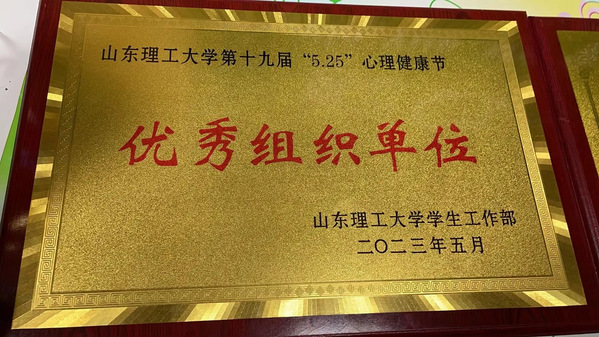 山东理工大学第十九届“5.25”心理健康节
优秀组织单位
山东理工大学学生工作部
二〇二三年五月